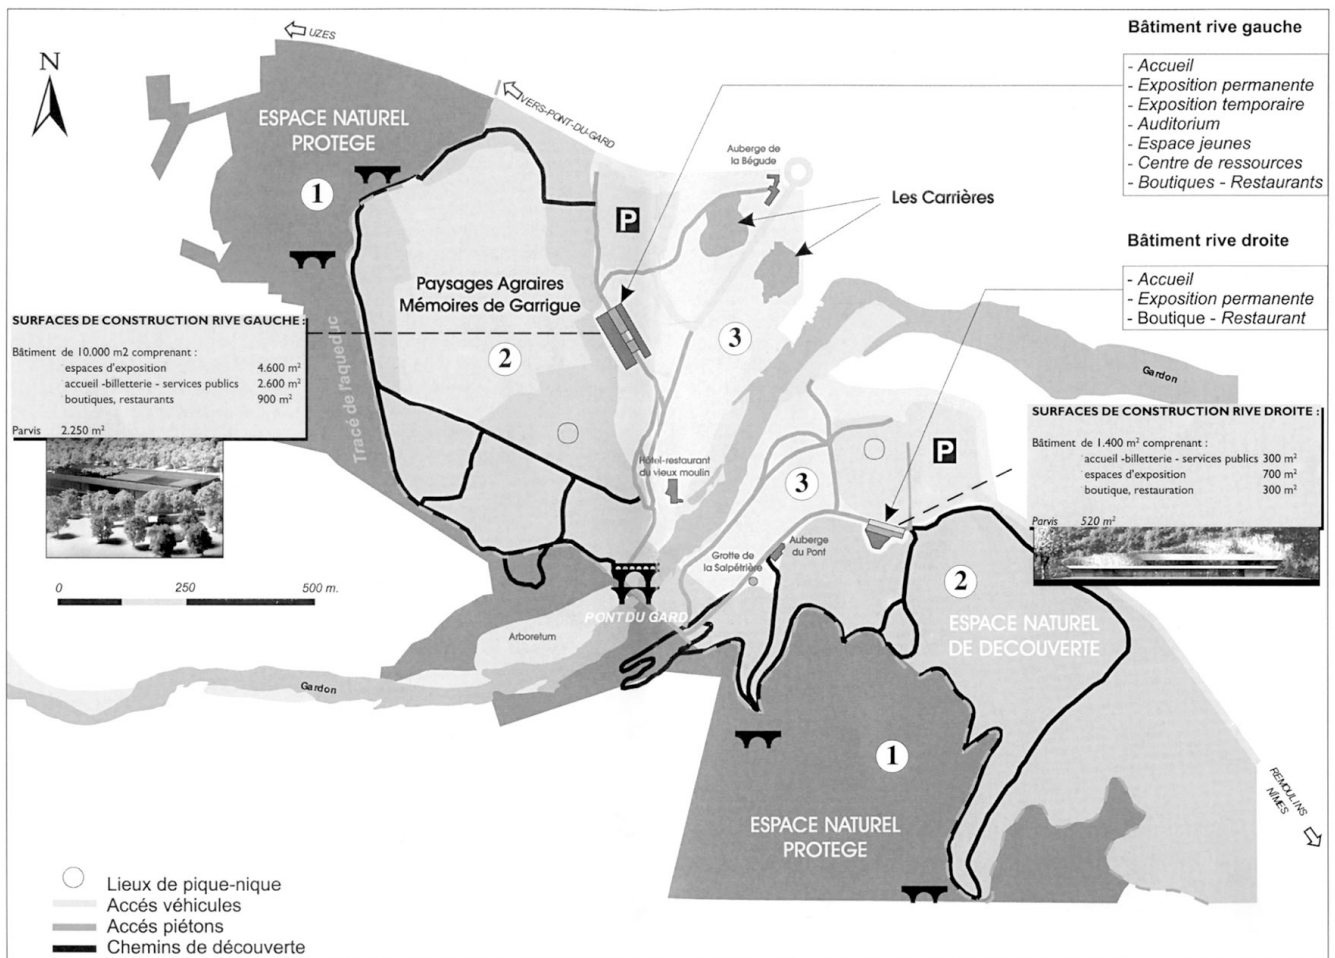 UZES
N
VERS-PONT-DU-GARD
ESPACE NATUREL
PROTEGE
1
P
Auberge de
la Bégude
Les Carrières
Bâtiment rive gauche
- Accueil
- Exposition permanente
- Exposition temporaire
- Auditorium
- Espace jeunes
- Centre de ressources
- Boutiques - Restaurants
Bâtiment rive droite
- Accueil
- Exposition permanente
- Boutique - Restaurant
Paysages Agraires
Mémoires de Garrigue
2
3
SURFACES DE CONSTRUCTION RIVE GAUCHE :
Bâtiment de 10.000 m2 comprenant :
espaces d'exposition 4.600 m²
accueil -billetterie - services publics 2.600 m²
boutiques, restaurants 900 m²
Parvis 2.250 m²
Tracé de l'aqueduc
Gardon
SURFACES DE CONSTRUCTION RIVE DROITE :
Bâtiment de 1.400 m² comprenant :
accueil -billetterie - services publics 300 m²
espaces d'exposition 700 m²
boutique, restauration 300 m²
Parvis 520 m²
Hôtel-restaurant
du vieux moulin
P
3
Auberge
du Pont
Grotte de
la Salpétrière
0 250 500 m.
PONT DU GARD
Arboretum
Gardon
2
ESPACE NATUREL
DE DECOUVERTE
1
ESPACE NATUREL
PROTEGE
REMOULINS
NÎMES
Lieux de pique-nique
Accés véhicules
Accés piétons
Chemins de découverte